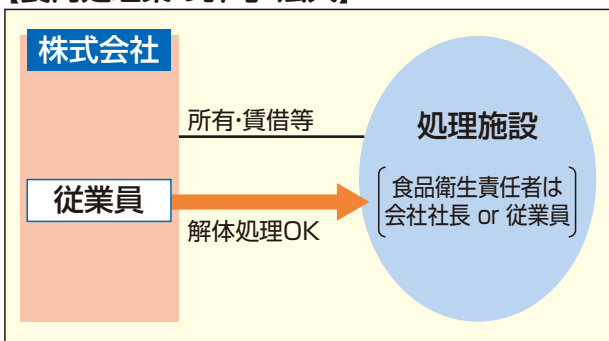 株式会社
所有・賃借等
処理施設
従業員
解体処理OK
食品衛生責任者は
会社社長 or 従業員